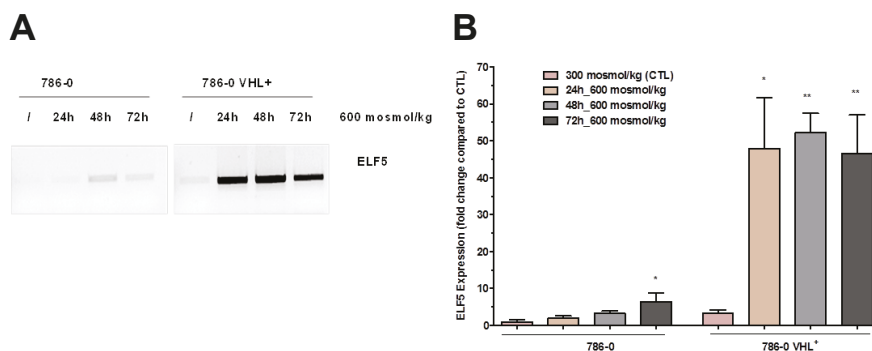 A
786-0
786-0 VHL+
/ 24h 48h 72h / 24h 48h 72h 600 mosmol/kg
ELF5
B
ELF5 Expression (fold change compared to CTL)
70
60
50
40
30
20
10
0
300 mosmol/kg (CTL)
24h_600 mosmol/kg
48h_600 mosmol/kg
72h_600 mosmol/kg
*
*
**
**
786-0
786-0 VHL+